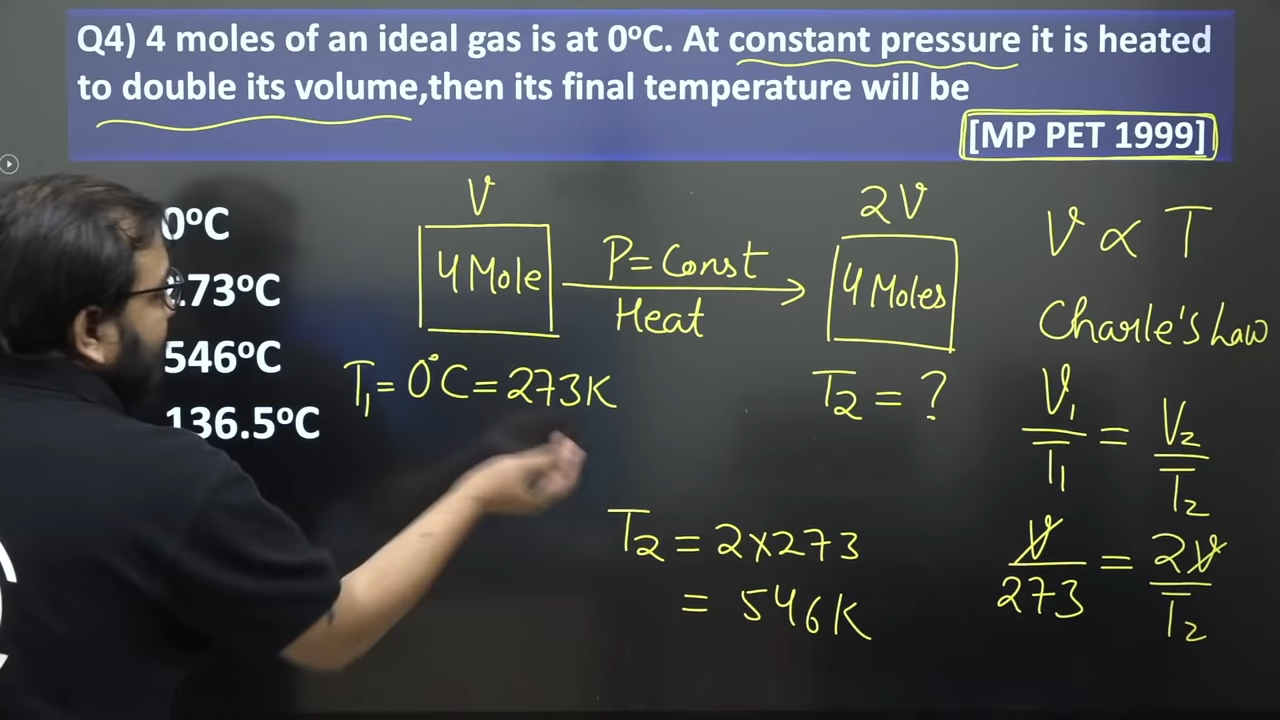 Q4) 4 moles of an ideal gas is at 0°C. At constant pressure it is heated
to double its volume,then its final temperature will be
[MP PET 1999]
0°C
73°C
546°C
136.5°C
V
4 Mole
P = Const
Heat
2V
4 Moles
V ∝ T
Charle's Law
T₁ = 0°C = 273K
T₂ = ?
V₁/T₁ = V₂/T₂
T₂ = 2×273
= 546K
V/273 = 2V/T₂